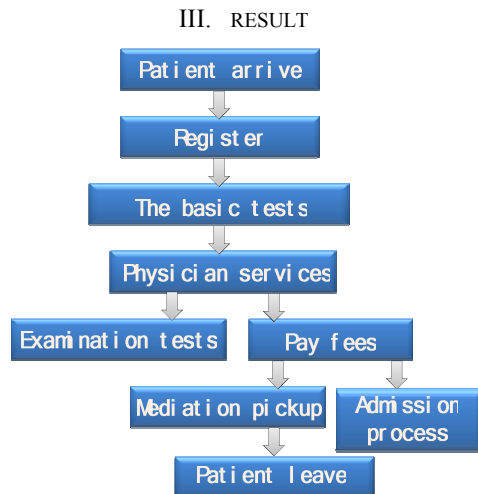 III. RESULT
Patient arrive
Register
The basic tests
Physician services
Examination tests
Pay fees
Mediation pickup
Admission
process
Patient leave